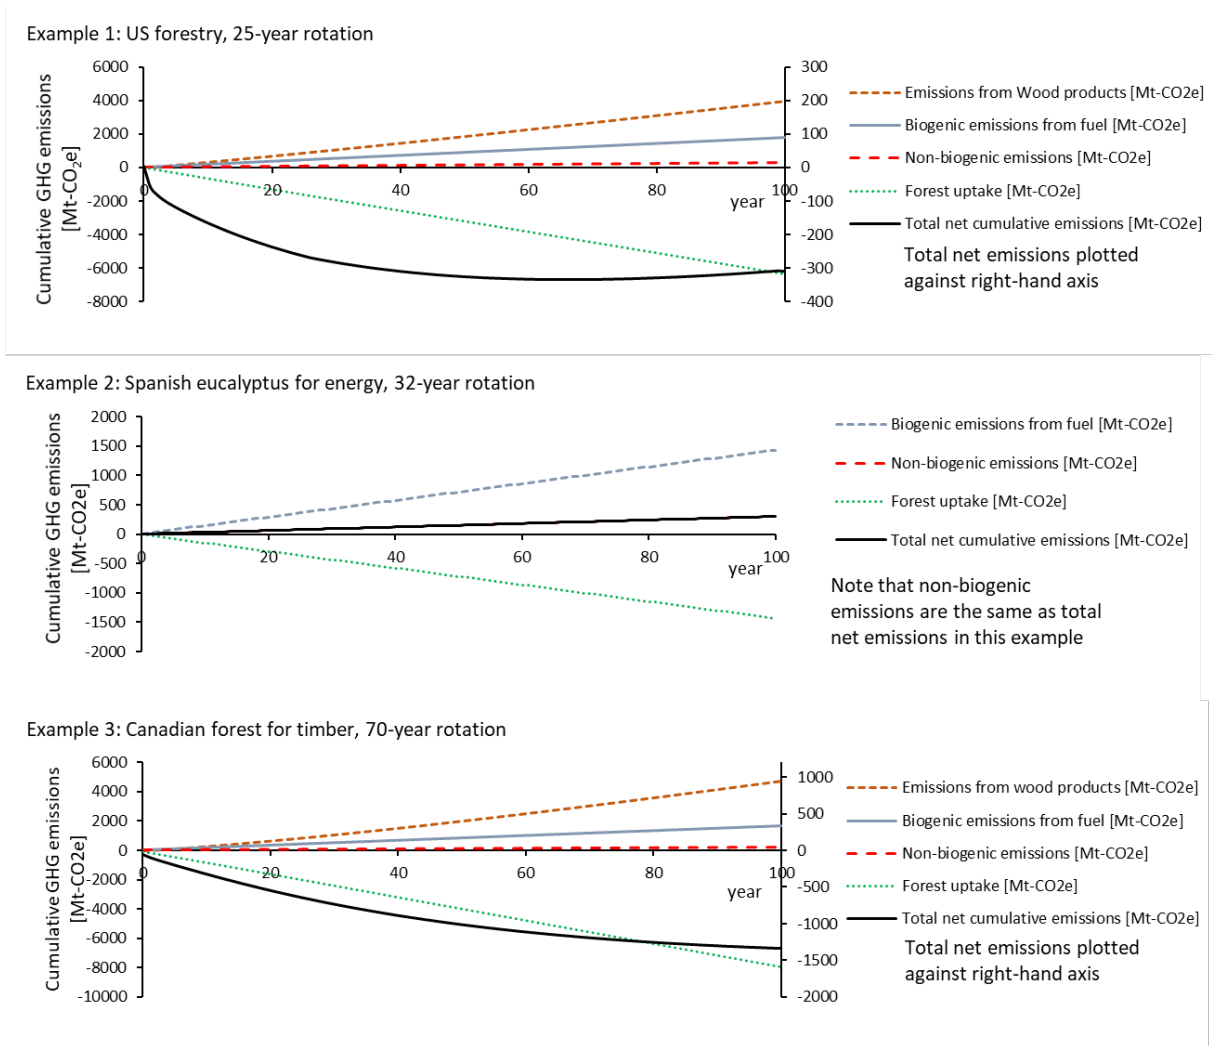 Example 1: US forestry, 25-year rotation
Cumulative GHG emissions
[Mt-CO2e]
6000
4000
2000
0
-2000
-4000
-6000
-8000
0
20
40
60
80
100
year
300
200
100
0
-100
-200
-300
-400
Emissions from Wood products [Mt-CO2e]
Biogenic emissions from fuel [Mt-CO2e]
Non-biogenic emissions [Mt-CO2e]
Forest uptake [Mt-CO2e]
Total net cumulative emissions [Mt-CO2e]
Total net emissions plotted
against right-hand axis
Example 2: Spanish eucalyptus for energy, 32-year rotation
Cumulative GHG emissions
[Mt-CO2e]
2000
1500
1000
500
0
-500
-1000
-1500
-2000
0
20
40
60
80
100
year
Biogenic emissions from fuel [Mt-CO2e]
Non-biogenic emissions [Mt-CO2e]
Forest uptake [Mt-CO2e]
Total net cumulative emissions [Mt-CO2e]
Note that non-biogenic
emissions are the same as total
net emissions in this example
Example 3: Canadian forest for timber, 70-year rotation
Cumulative GHG emissions
[Mt-CO2e]
6000
4000
2000
0
-2000
-4000
-6000
-8000
-10000
0
20
40
60
80
100
year
1000
500
0
-500
-1000
-1500
-2000
Emissions from wood products [Mt-CO2e]
Biogenic emissions from fuel [Mt-CO2e]
Non-biogenic emissions [Mt-CO2e]
Forest uptake [Mt-CO2e]
Total net cumulative emissions [Mt-CO2e]
Total net emissions plotted
against right-hand axis